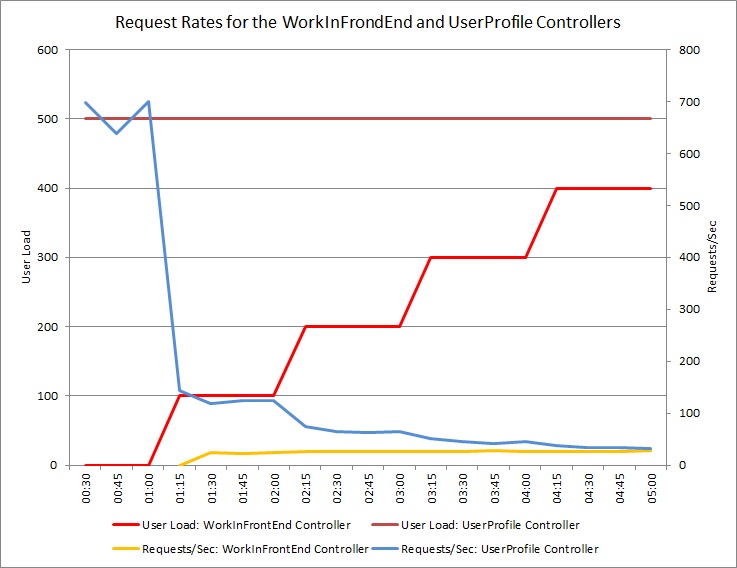 Request Rates for the WorkInFrondEnd and UserProfile Controllers
600 800
700
500
600
400
500
User Load 300 400 Requests/Sec
300
200
200
100
100
0 0
00:30 00:45 01:00 01:15 01:30 01:45 02:00 02:15 02:30 02:45 03:00 03:15 03:30 03:45 04:00 04:15 04:30 04:45 05:00
User Load: WorkInFrontEnd Controller User Load: UserProfile Controller
Requests/Sec: WorkInFrontEnd Controller Requests/Sec: UserProfile Controller